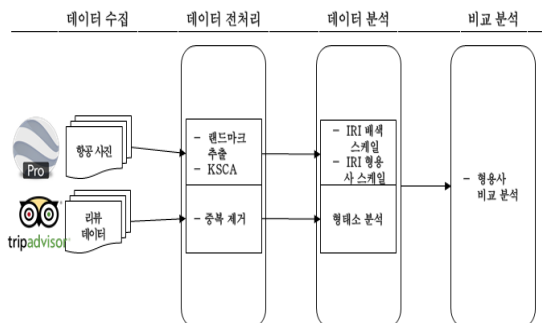 데이터 수집 데이터 전처리 데이터 분석 비교 분석
Pro
항공 사진
- 랜드마크
추출
- KSCA
- IRI 배색
스케일
- IRI 형용
사 스케일
- 형용사
비교 분석
tripadvisor
리뷰
데이터
- 중복 제거
형태소 분석